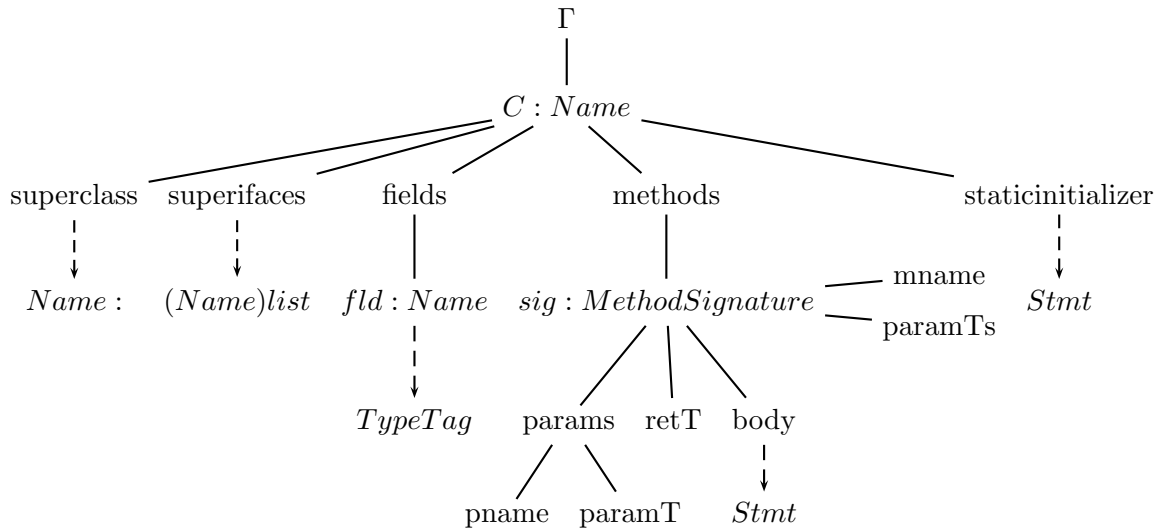 Γ
C : Name
superclass superifaces fields methods staticinitializer
mname
Name : (Name)list fld : Name sig : MethodSignature Stmt
paramTs
TypeTag params retT body
pname paramT Stmt